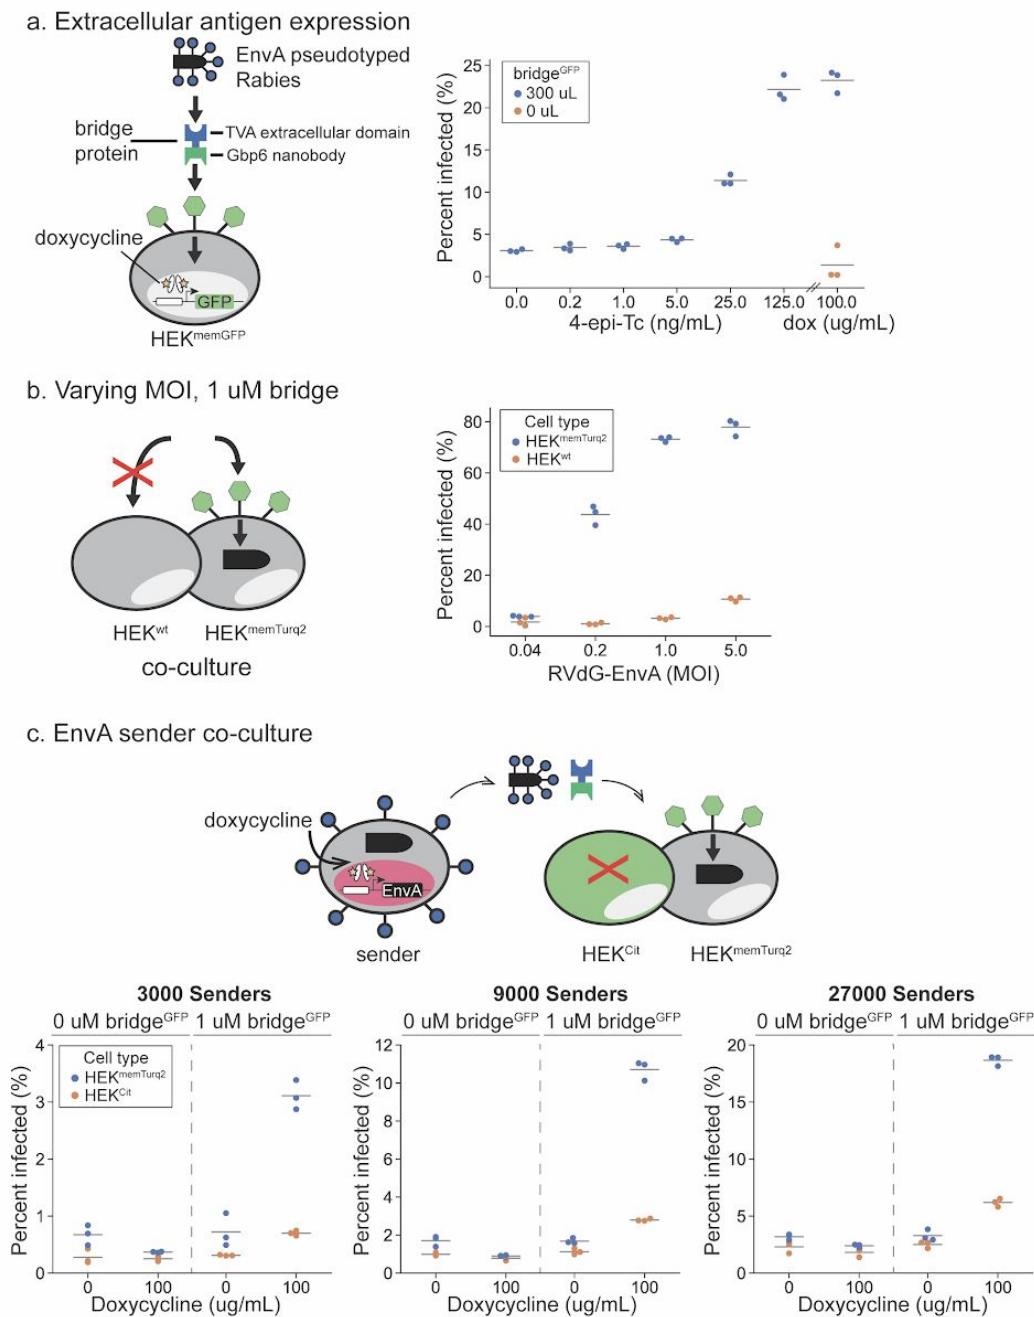 a. Extracellular antigen expression
EnvA pseudotyped
Rabies
bridge
protein
TVA extracellular domain
Gbp6 nanobody
doxycycline
GFP
HEKmemGFP
Percent infected (%)
25
20
15
10
5
0
bridgeGFP
300 uL
0 uL
0.0 0.2 1.0 5.0 25.0 125.0 100.0
4-epi-Tc (ng/mL) dox (ug/mL)
b. Varying MOI, 1 uM bridge
HEKwt HEKmemTurq2
co-culture
Percent infected (%)
80
60
40
20
0
Cell type
HEKmemTurq2
HEKwt
0.04 0.2 1.0 5.0
RVdG-EnvA (MOI)
c. EnvA sender co-culture
doxycycline
EnvA
sender
HEKCit HEKmemTurq2
3000 Senders
0 uM bridgeGFP 1 uM bridgeGFP
Percent infected (%)
4
3
2
1
0
Cell type
HEKmemTurq2
HEKCit
0 100 0 100
Doxycycline (ug/mL)
9000 Senders
0 uM bridgeGFP 1 uM bridgeGFP
Percent infected (%)
12
10
8
6
4
2
0
0 100 0 100
Doxycycline (ug/mL)
27000 Senders
0 uM bridgeGFP 1 uM bridgeGFP
Percent infected (%)
20
15
10
5
0
0 100 0 100
Doxycycline (ug/mL)